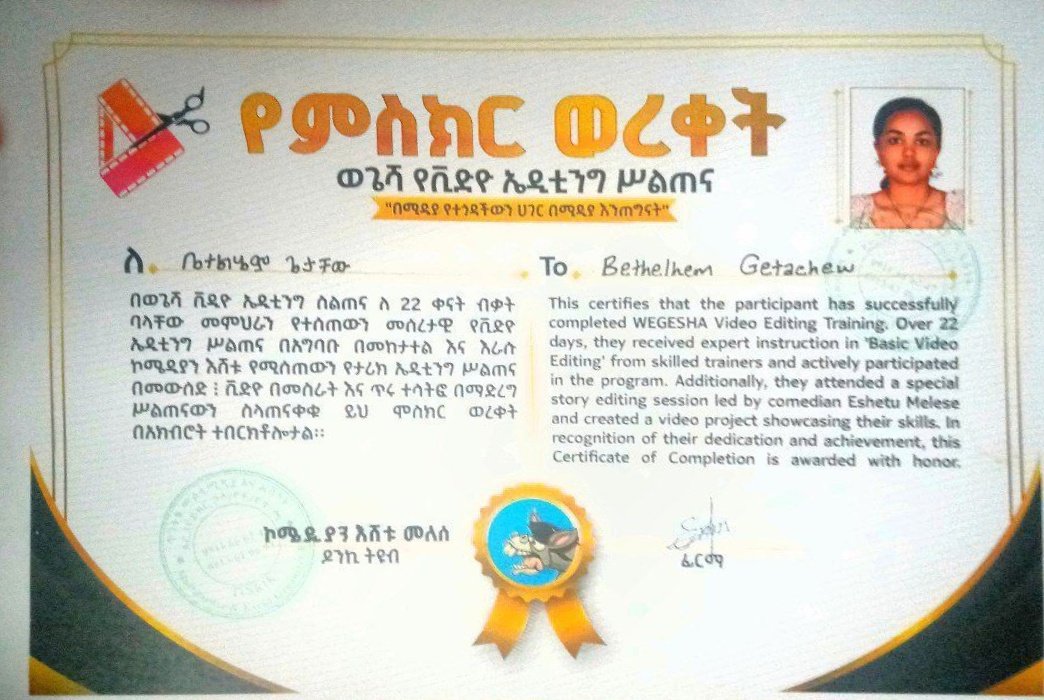 የምስክር ወረቀት
ወጌሻ የቪድዮ ኤዲቲንግ ሥልጠና
"በሚዲያ የተጎዳችውን ሀገር በሚዲያ እንጠግናት"
ለ ቤተልሄም ጌታቸው
በወጌሻ ቪዲዮ ኤዲቲንግ ስልጠና ለ 22 ቀናት ብቃት
ባላቸው መምህራን የተሰጠውን መሰረታዊ የቪድዮ
ኤዲቲንግ ሥልጠና በአግባቡ በመከታተል እና እራሱ
ኮሚዲያን እሸቱ የሚሰጠውን የታሪክ ኤዲቲንግ ሥልጠና
በመውሰድ ፤ ቪድዮ በመስራት እና ጥሩ ተሳትፎ በማድረግ
ሥልጠናውን ስላጠናቀቁ ይህ ምስክር ወረቀት
በአክብሮት ተበርክቶሎታል፡፡
To Bethelhem Getachew
This certifies that the participant has successfully
completed WEGESHA Video Editing Training. Over 22
days, they received expert instruction in 'Basic Video
Editing' from skilled trainers and actively participated
in the program. Additionally, they attended a special
story editing session led by comedian Eshetu Melese
and created a video project showcasing their skills. In
recognition of their dedication and achievement, this
Certificate of Completion is awarded with honor.
ኮሜዲያን እሸቱ መለሰ
ዶንኪ ትዩብ
ፊርማ